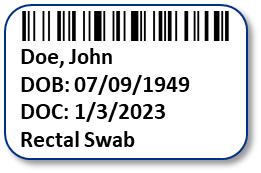 Doe, John
DOB: 07/09/1949
DOC: 1/3/2023
Rectal Swab